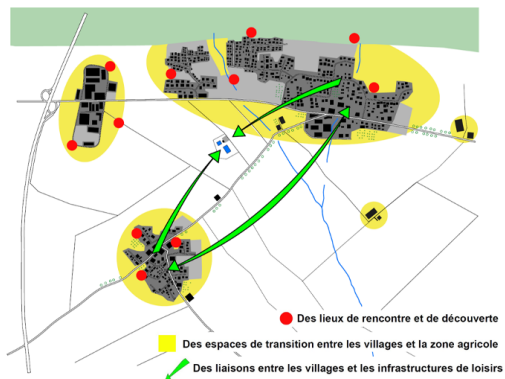 Des lieux de rencontre et de découverte
Des espaces de transition entre les villages et la zone agricole
Des liaisons entre les villages et les infrastructures de loisirs